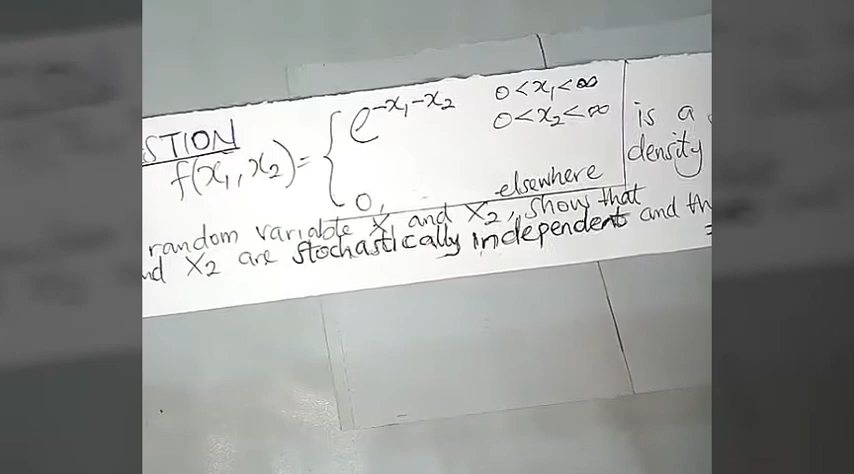 STION
f(x₁, x₂) = { e^{-x₁-x₂} 0<x₁<∞
0<x₂<∞ is a
density
0, elsewhere
random variable X₁ and X₂, show that
nd X₂ are stochastically independent and th